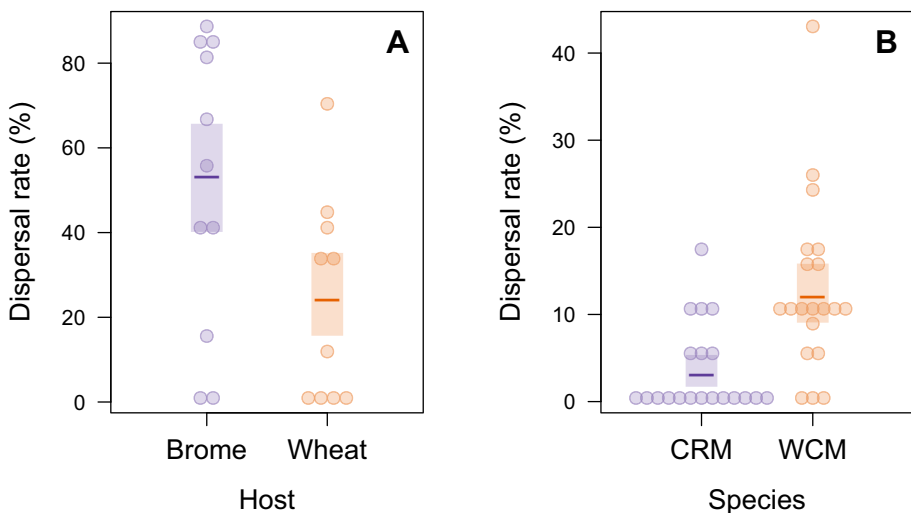 A
Dispersal rate (%)
80
60
40
20
0
Brome
Wheat
Host
B
Dispersal rate (%)
40
30
20
10
0
CRM
WCM
Species